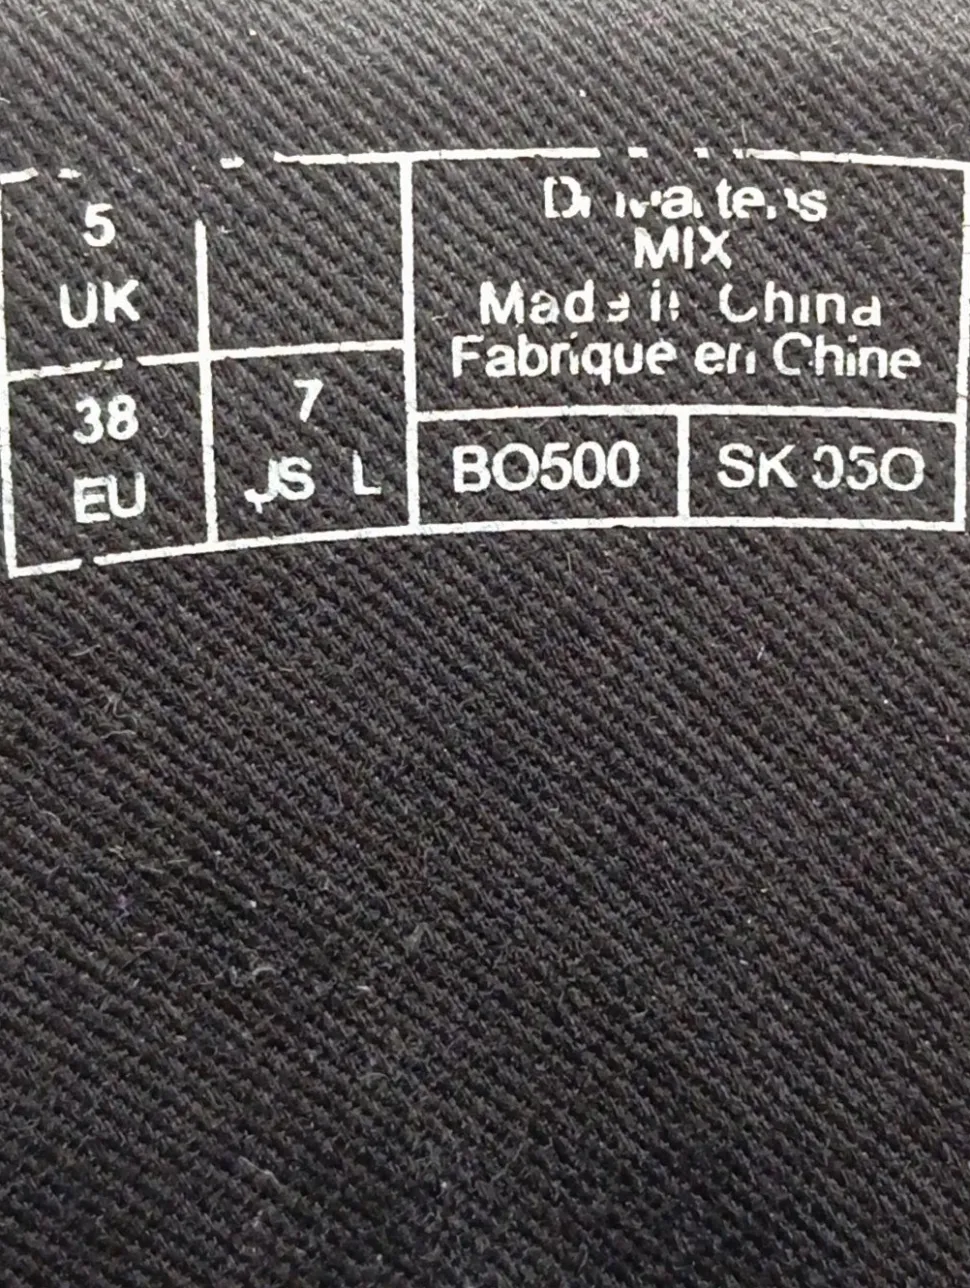 5
UK
38
EU
7
US L
MIX
Made in China
Fabrique en Chine
BO500
SK 050